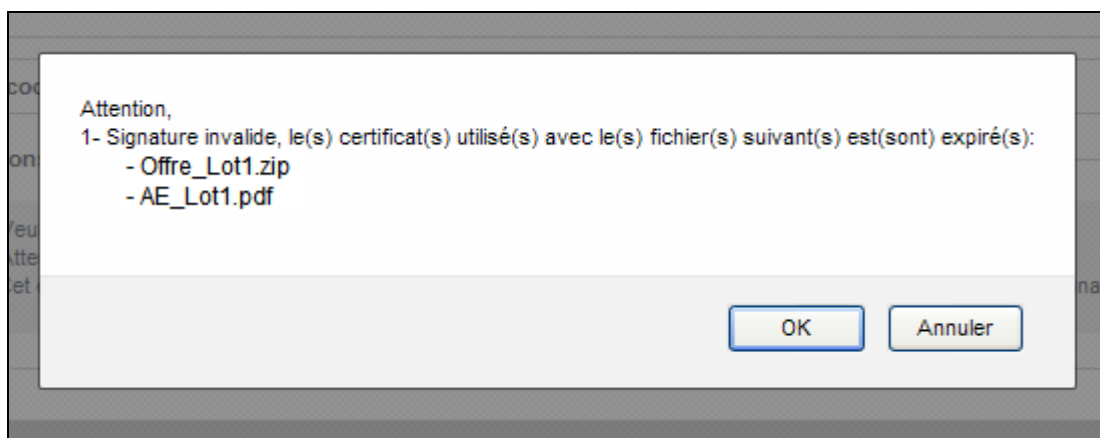 Attention,
1- Signature invalide, le(s) certificat(s) utilisé(s) avec le(s) fichier(s) suivant(s) est(sont) expiré(s):
- Offre_Lot1.zip
- AE_Lot1.pdf
OK Annuler